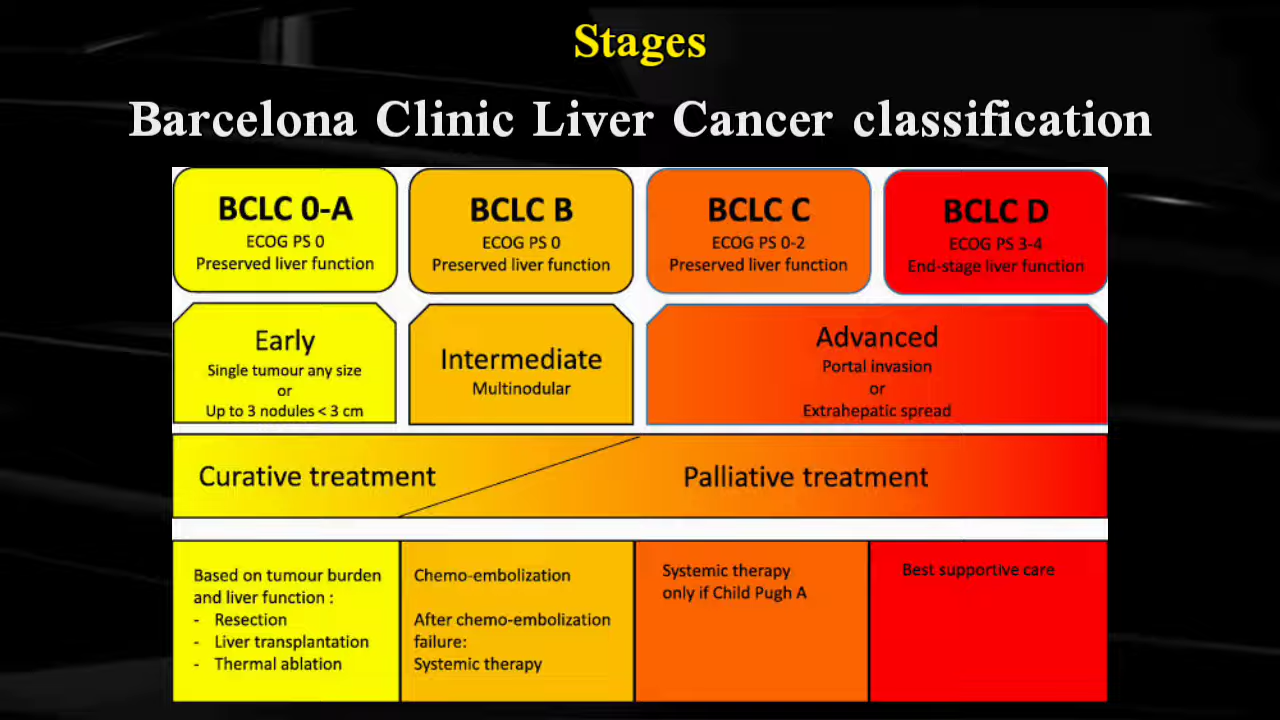 Stages
Barcelona Clinic Liver Cancer classification
BCLC 0-A
ECOG PS 0
Preserved liver function
BCLC B
ECOG PS 0
Preserved liver function
BCLC C
ECOG PS 0-2
Preserved liver function
BCLC D
ECOG PS 3-4
End-stage liver function
Early
Single tumour any size
or
Up to 3 nodules < 3 cm
Intermediate
Multinodular
Advanced
Portal invasion
or
Extrahepatic spread
Curative treatment
Palliative treatment
Based on tumour burden
and liver function :
- Resection
- Liver transplantation
- Thermal ablation
Chemo-embolization
After chemo-embolization
failure:
Systemic therapy
Systemic therapy
only if Child Pugh A
Best supportive care